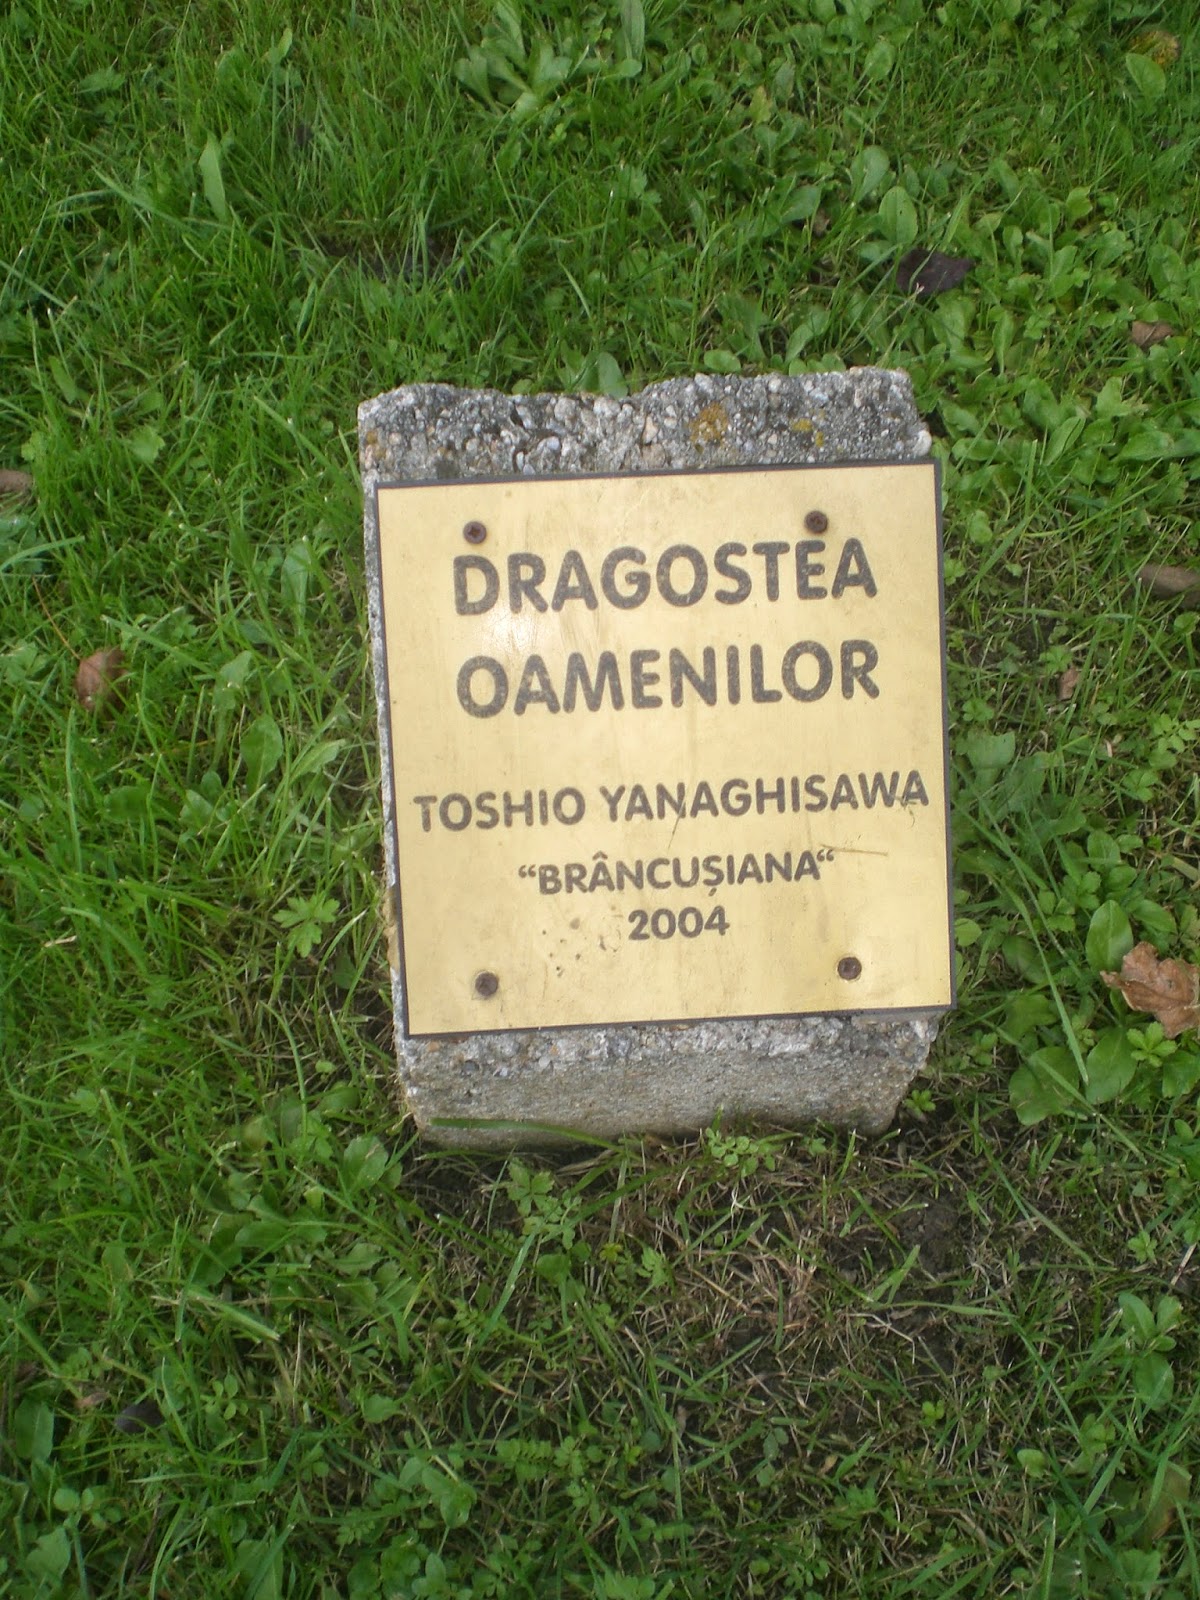 DRAGOSTEA
OAMENILOR
TOSHIO YANAGHISAWA
“BRÂNCUȘIANA“
2004